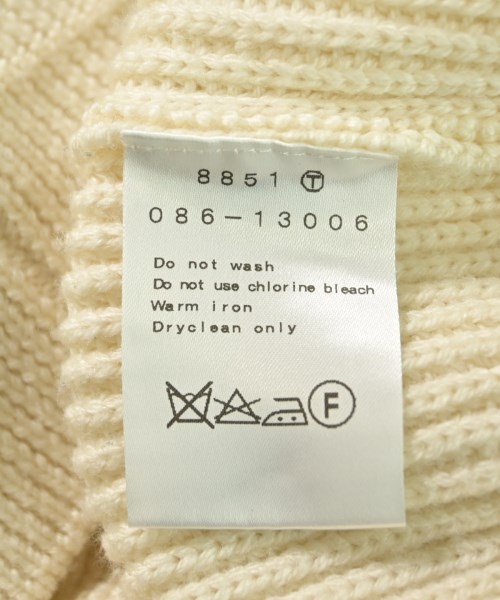 8851 Ⓣ
086-13006
Do not wash
Do not use chlorine bleach
Warm iron
Dryclean only
F